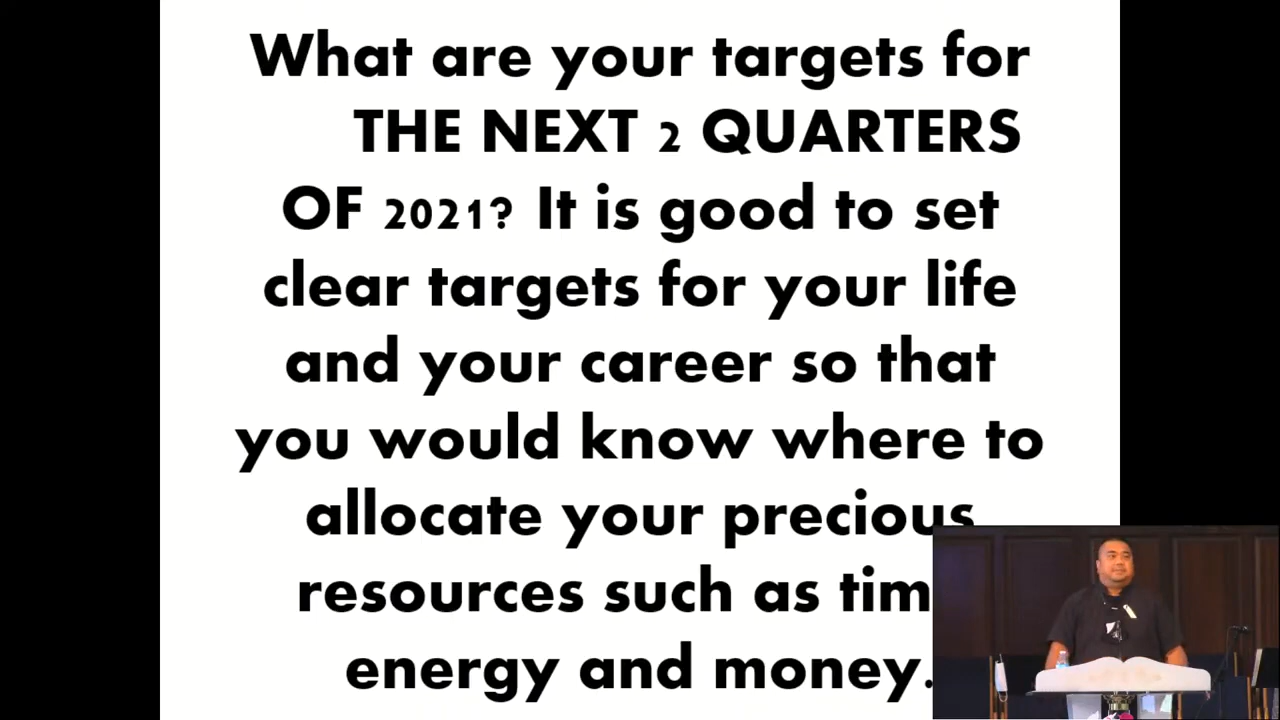 What are your targets for
THE NEXT 2 QUARTERS
OF 2021? It is good to set
clear targets for your life
and your career so that
you would know where to
allocate your precious
resources such as tim
energy and money.